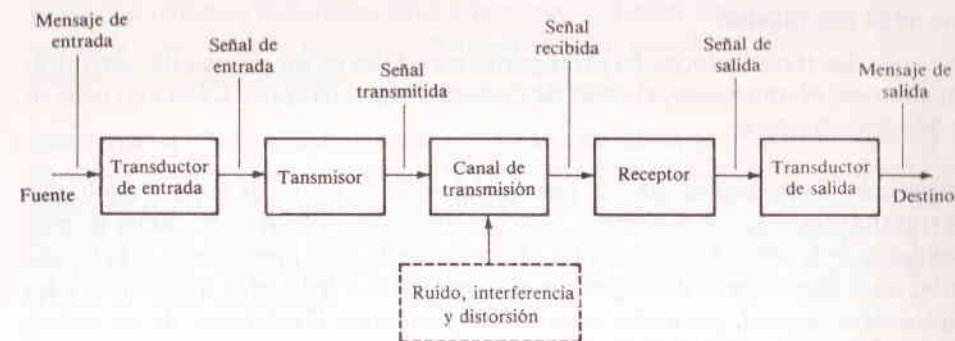 Mensaje de
entrada
Señal de
entrada
Señal
transmitida
Señal
recibida
Señal de
salida
Mensaje de
salida
Fuente
Transductor
de entrada
Tansmisor
Canal de
transmisión
Receptor
Transductor
de salida
Destino
Ruido, interferencia
y distorsión